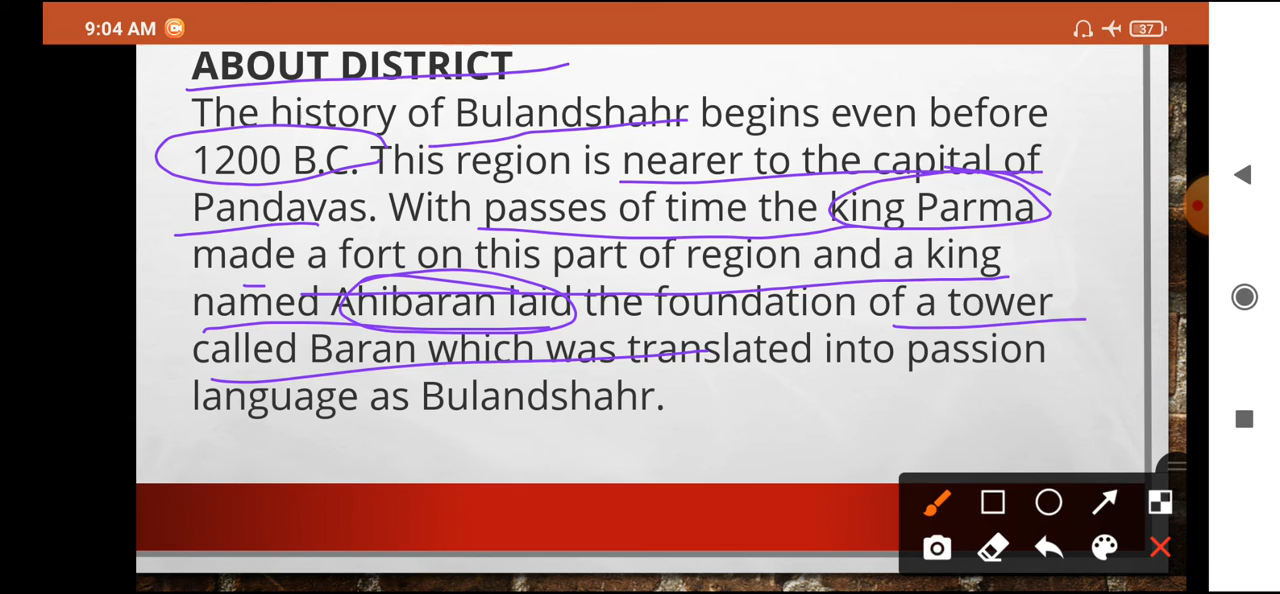 9:04 AM
37
ABOUT DISTRICT
The history of Bulandshahr begins even before
1200 B.C. This region is nearer to the capital of
Pandavas. With passes of time the king Parma
made a fort on this part of region and a king
named Ahibaran laid the foundation of a tower
called Baran which was translated into passion
language as Bulandshahr.